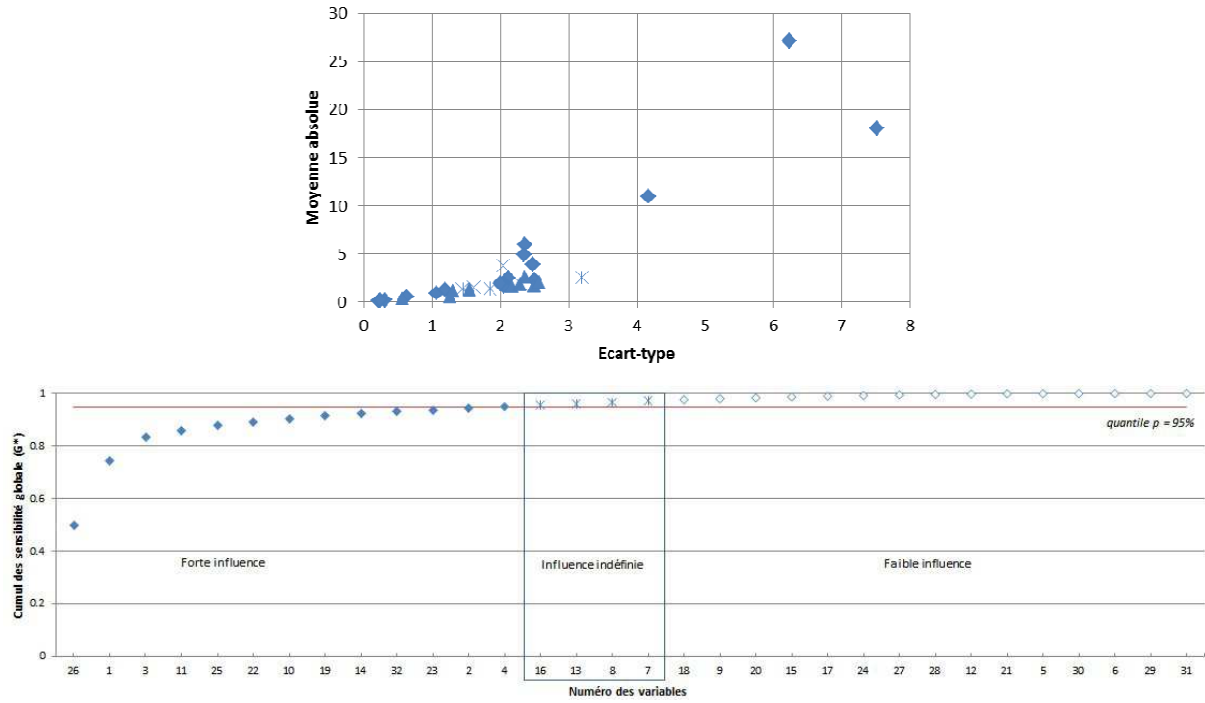 30
25
20
15
10
5
0
Moyenne absolue
0 1 2 3 4 5 6 7 8
Ecart-type
1
0.8
0.6
0.4
0.2
0
Cumul des sensibilité globale (G*)
quantile p = 95%
Forte influence
Influence indéfinie
Faible influence
26 1 3 11 25 22 10 19 14 32 23 2 4 16 13 8 7 18 9 20 15 17 24 27 28 12 21 5 30 6 29 31
Numéro des variables